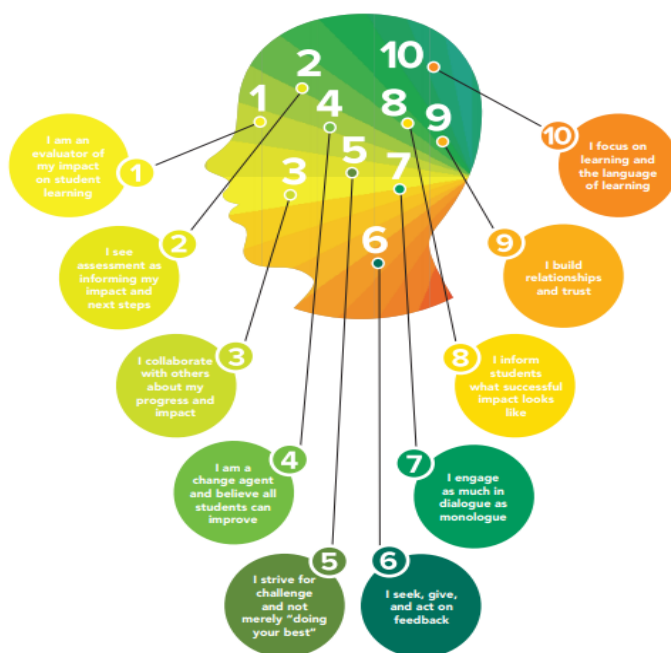 1
2
3
4
5
6
7
8
9
10
I am an
evaluator of
my impact
on student
learning
1
I see
assessment as
informing my
impact and
next steps
2
I collaborate
with others
about my
progress and
impact
3
I am a
change agent
and believe all
students can
improve
4
I strive for
challenge
and not
merely "doing
your best"
5
I seek, give,
and act on
feedback
6
I engage
as much in
dialogue as
monologue
7
I inform
students
what successful
impact looks
like
8
I build
relationships
and trust
9
I focus on
learning and
the language
of learning
10